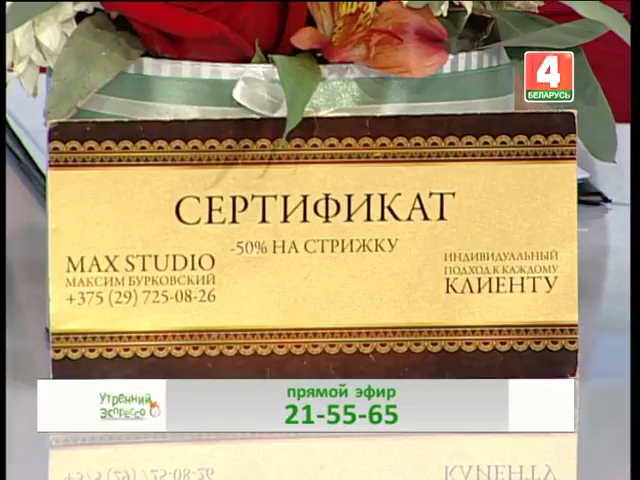 4
БЕЛАРУСЬ
СЕРТИФИКАТ
-50% НА СТРИЖКУ
MAX STUDIO
МАКСИМ БУРКОВСКИЙ
+375 (29) 725-08-26
ИНДИВИДУАЛЬНЫЙ
ПОДХОД К КАЖДОМУ
КЛИЕНТУ
Утренний
Эспрессо
прямой эфир
21-55-65